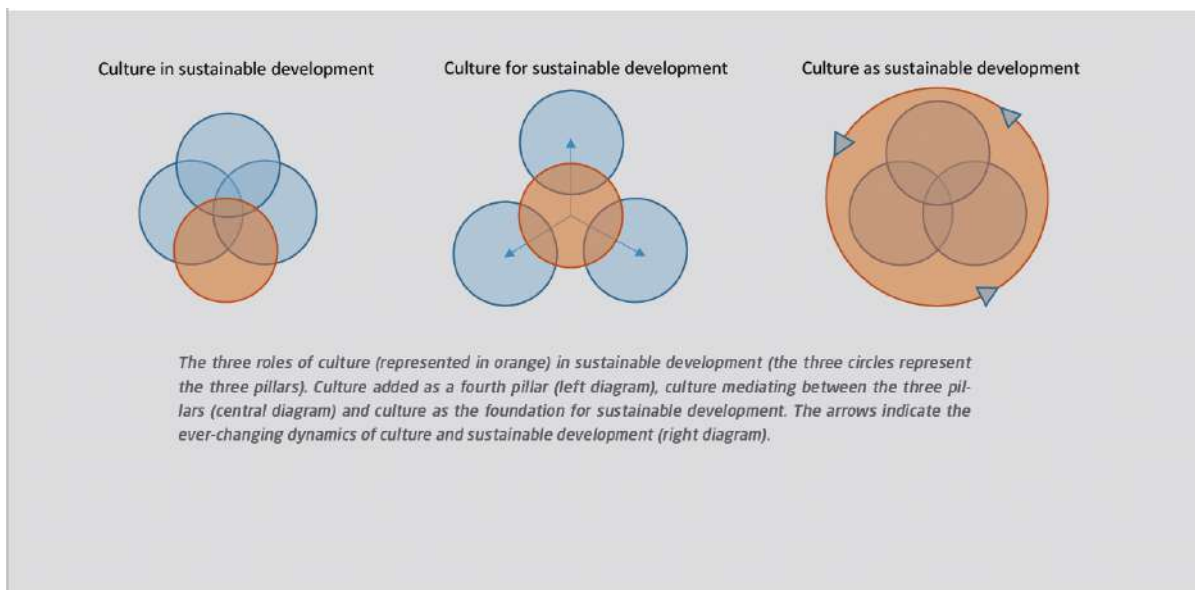 Culture in sustainable development
Culture for sustainable development
Culture as sustainable development
The three roles of culture (represented in orange) in sustainable development (the three circles represent
the three pillars). Culture added as a fourth pillar (left diagram), culture mediating between the three pil-
lars (central diagram) and culture as the foundation for sustainable development. The arrows indicate the
ever-changing dynamics of culture and sustainable development (right diagram).